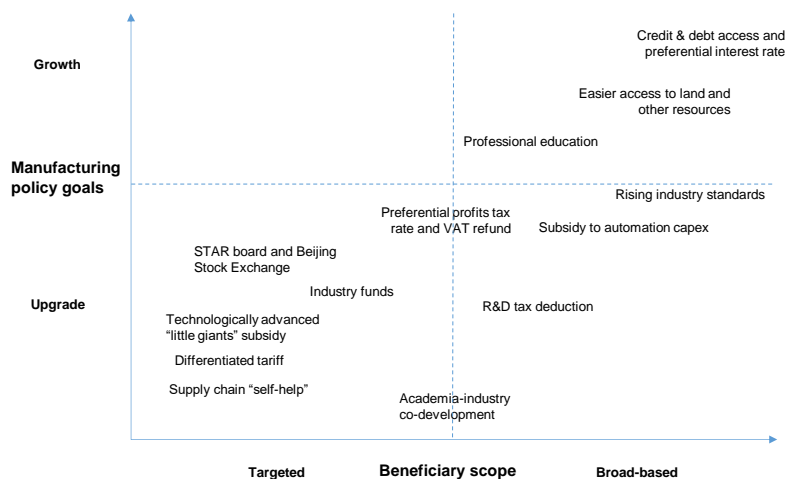 Credit & debt access and
preferential interest rate
Growth
Easier access to land and
other resources
Professional education
Manufacturing
policy goals
Rising industry standards
Preferential profits tax
rate and VAT refund
Subsidy to automation capex
STAR board and Beijing
Stock Exchange
Industry funds
Upgrade
R&D tax deduction
Technologically advanced
“little giants” subsidy
Differentiated tariff
Supply chain “self-help”
Academia-industry
co-development
Targeted
Beneficiary scope
Broad-based